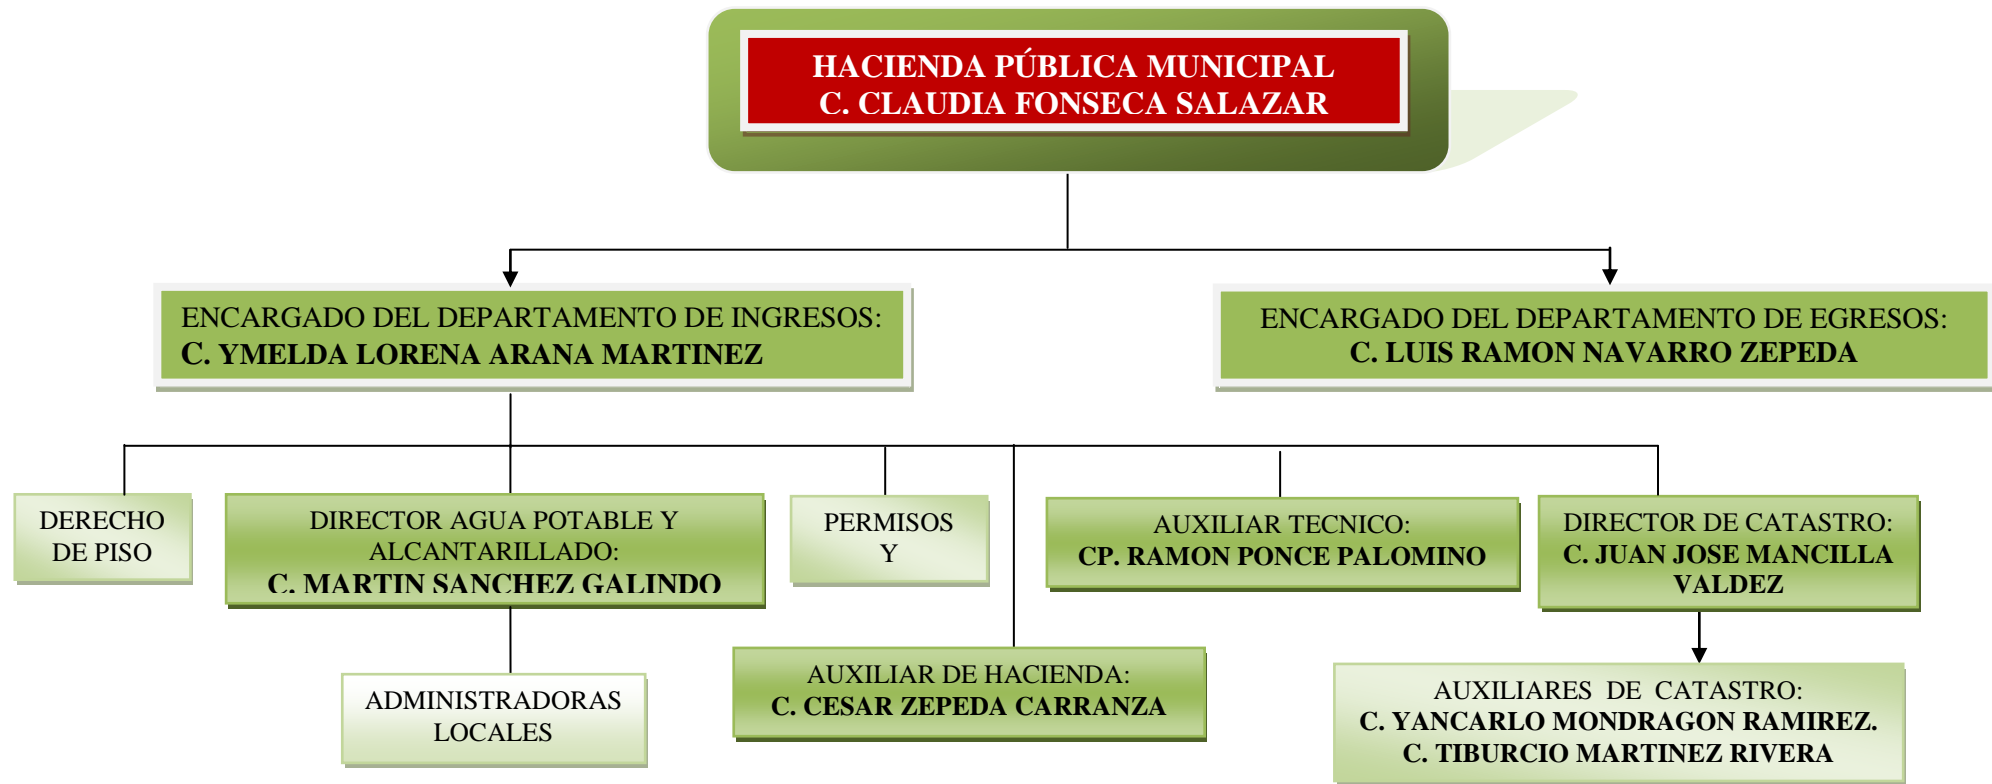 HACIENDA PÚBLICA MUNICIPAL
C. CLAUDIA FONSECA SALAZAR
ENCARGADO DEL DEPARTAMENTO DE INGRESOS:
C. YMELDA LORENA ARANA MARTINEZ
ENCARGADO DEL DEPARTAMENTO DE EGRESOS:
C. LUIS RAMON NAVARRO ZEPEDA
DERECHO
DE PISO
DIRECTOR AGUA POTABLE Y
ALCANTARILLADO:
C. MARTIN SANCHEZ GALINDO
PERMISOS
Y
AUXILIAR TECNICO:
CP. RAMON PONCE PALOMINO
DIRECTOR DE CATASTRO:
C. JUAN JOSE MANCILLA
VALDEZ
ADMINISTRADORAS
LOCALES
AUXILIAR DE HACIENDA:
C. CESAR ZEPEDA CARRANZA
AUXILIARES DE CATASTRO:
C. YANCARLO MONDRAGON RAMIREZ.
C. TIBURCIO MARTINEZ RIVERA